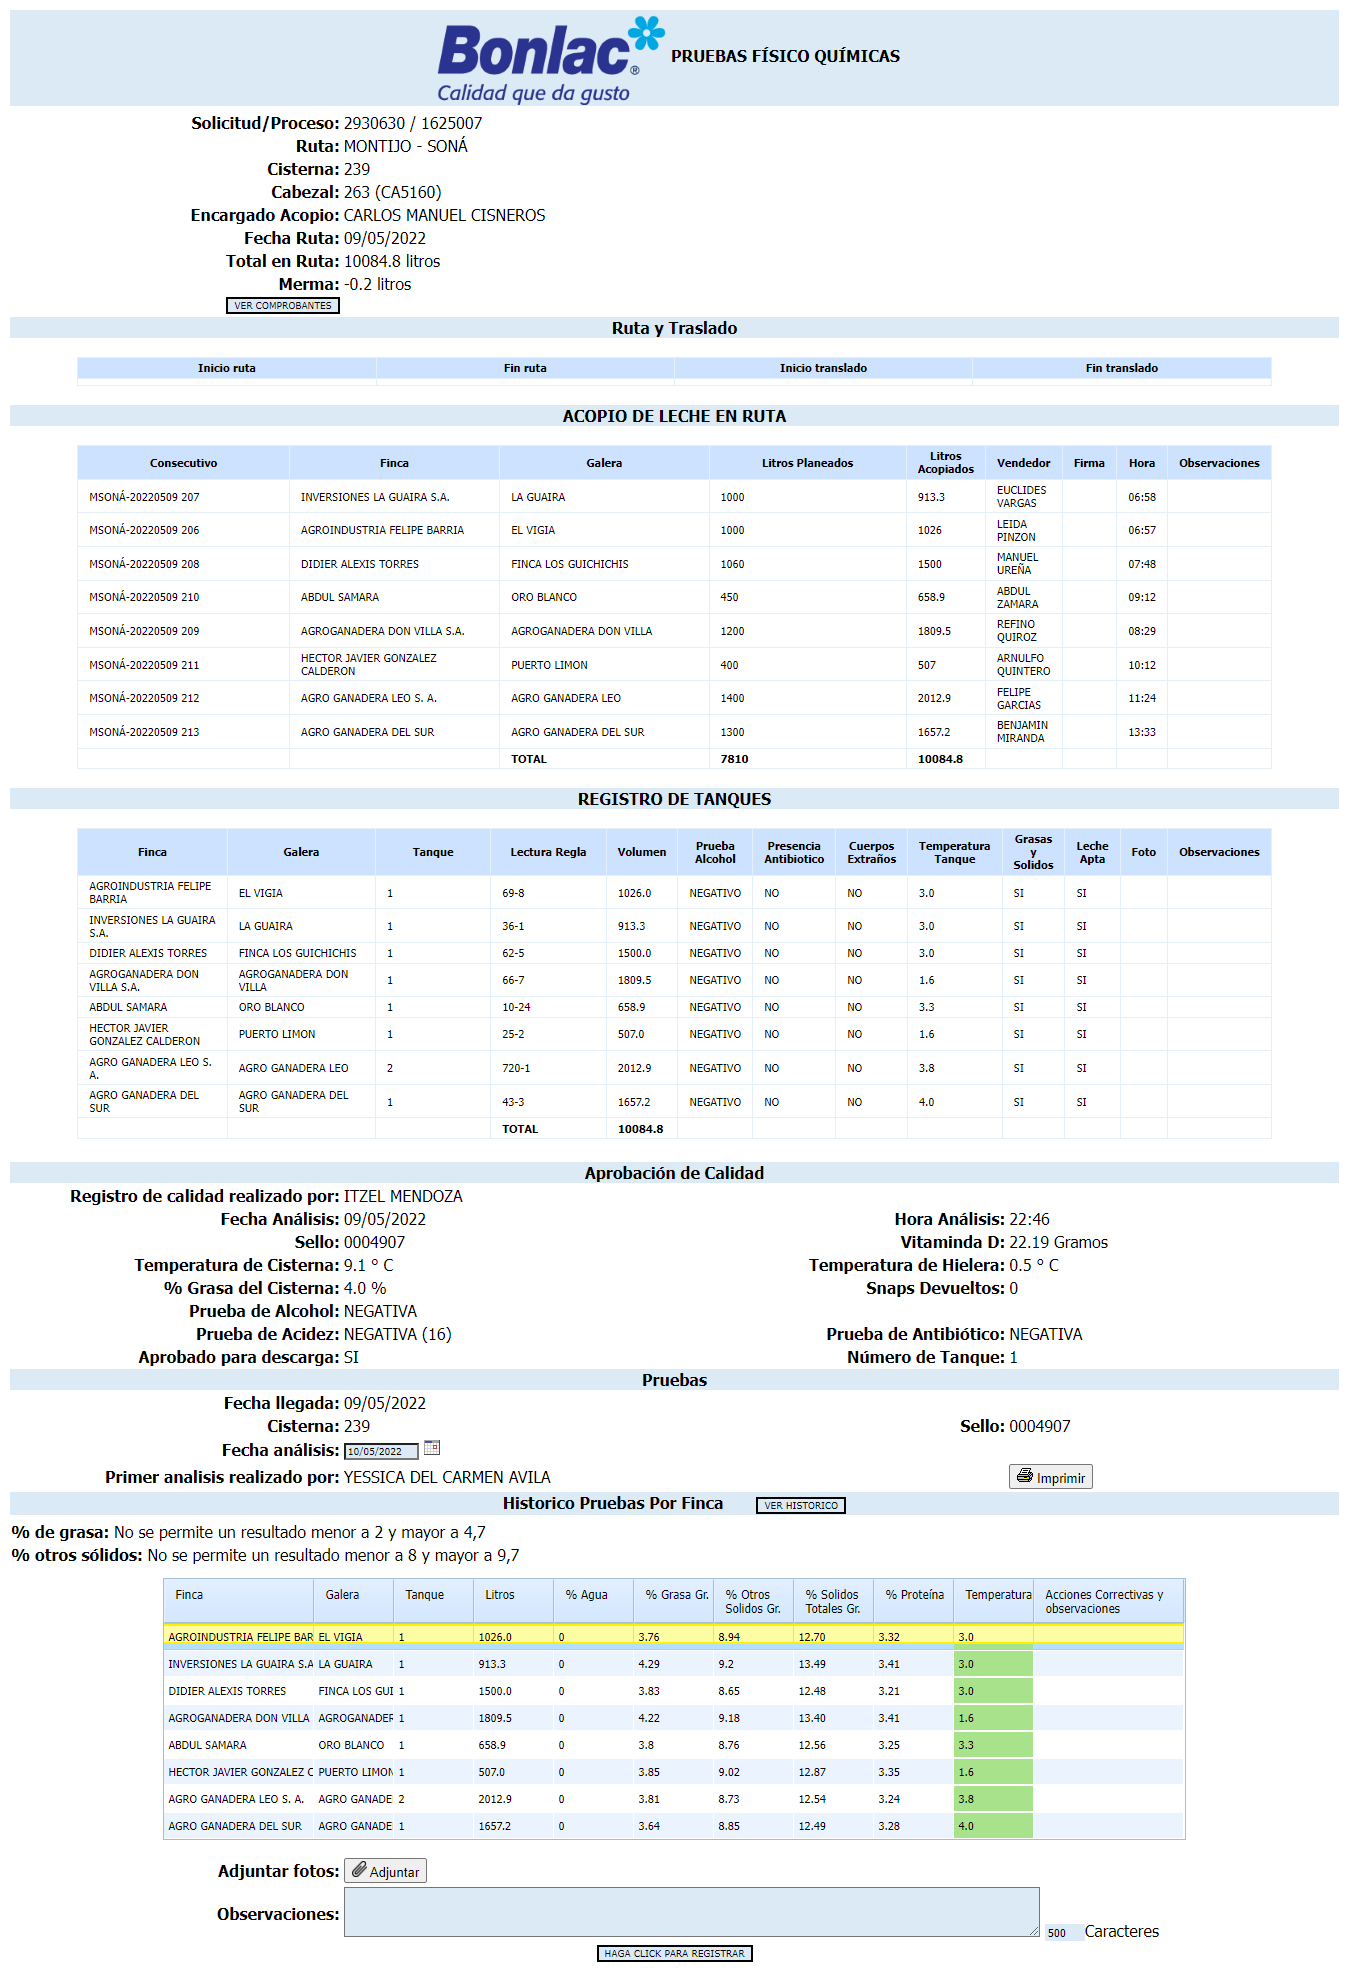 Bonlac®
Calidad que da gusto
PRUEBAS FÍSICO QUÍMICAS
Solicitud/Proceso: 2930630 / 1625007
Ruta: MONTIJO - SONÁ
Cisterna: 239
Cabezal: 263 (CA5160)
Encargado Acopio: CARLOS MANUEL CISNEROS
Fecha Ruta: 09/05/2022
Total en Ruta: 10084.8 litros
Merma: -0.2 litros
VER COMPROBANTES
Ruta y Traslado
Inicio ruta Fin ruta Inicio translado Fin translado
ACOPIO DE LECHE EN RUTA
Consecutivo Finca Galera Litros Planeados Litros Acopiados Vendedor Firma Hora Observaciones
MSONÁ-20220509 207 INVERSIONES LA GUAIRA S.A. LA GUAIRA 1000 913.3 EUCLIDES VARGAS 06:58
MSONÁ-20220509 206 AGROINDUSTRIA FELIPE BARRIA EL VIGIA 1000 1026 LEIDA PINZON 06:57
MSONÁ-20220509 208 DIDIER ALEXIS TORRES FINCA LOS GUICHICHIS 1060 1500 MANUEL UREÑA 07:48
MSONÁ-20220509 210 ABDUL SAMARA ORO BLANCO 450 658.9 ABDUL ZAMARA 09:12
MSONÁ-20220509 209 AGROGANADERA DON VILLA S.A. AGROGANADERA DON VILLA 1200 1809.5 REFINO QUIROZ 08:29
MSONÁ-20220509 211 HECTOR JAVIER GONZALEZ CALDERON PUERTO LIMON 400 507 ARNULFO QUINTERO 10:12
MSONÁ-20220509 212 AGRO GANADERA LEO S. A. AGRO GANADERA LEO 1400 2012.9 FELIPE GARCIAS 11:24
MSONÁ-20220509 213 AGRO GANADERA DEL SUR AGRO GANADERA DEL SUR 1300 1657.2 BENJAMIN MIRANDA 13:33
TOTAL 7810 10084.8
REGISTRO DE TANQUES
Finca Galera Tanque Lectura Regla Volumen Prueba Alcohol Presencia Antibiotico Cuerpos Extraños Temperatura Tanque Grasas y Solidos Leche Apta Foto Observaciones
AGROINDUSTRIA FELIPE BARRIA EL VIGIA 1 69-8 1026.0 NEGATIVO NO NO 3.0 SI SI
INVERSIONES LA GUAIRA S.A. LA GUAIRA 1 36-1 913.3 NEGATIVO NO NO 3.0 SI SI
DIDIER ALEXIS TORRES FINCA LOS GUICHICHIS 1 62-5 1500.0 NEGATIVO NO NO 3.0 SI SI
AGROGANADERA DON VILLA S.A. AGROGANADERA DON VILLA 1 66-7 1809.5 NEGATIVO NO NO 1.6 SI SI
ABDUL SAMARA ORO BLANCO 1 10-24 658.9 NEGATIVO NO NO 3.3 SI SI
HECTOR JAVIER GONZALEZ CALDERON PUERTO LIMON 1 25-2 507.0 NEGATIVO NO NO 1.6 SI SI
AGRO GANADERA LEO S. A. AGRO GANADERA LEO 2 720-1 2012.9 NEGATIVO NO NO 3.8 SI SI
AGRO GANADERA DEL SUR AGRO GANADERA DEL SUR 1 43-3 1657.2 NEGATIVO NO NO 4.0 SI SI
TOTAL 10084.8
Aprobación de Calidad
Registro de calidad realizado por: ITZEL MENDOZA
Fecha Análisis: 09/05/2022 Hora Análisis: 22:46
Sello: 0004907 Vitaminda D: 22.19 Gramos
Temperatura de Cisterna: 9.1 ° C Temperatura de Hielera: 0.5 ° C
% Grasa del Cisterna: 4.0 % Snaps Devueltos: 0
Prueba de Alcohol: NEGATIVA
Prueba de Acidez: NEGATIVA (16) Prueba de Antibiótico: NEGATIVA
Aprobado para descarga: SI Número de Tanque: 1
Pruebas
Fecha llegada: 09/05/2022
Cisterna: 239 Sello: 0004907
Fecha análisis: 10/05/2022
Primer analisis realizado por: YESSICA DEL CARMEN AVILA Imprimir
Historico Pruebas Por Finca VER HISTORICO
% de grasa: No se permite un resultado menor a 2 y mayor a 4,7
% otros sólidos: No se permite un resultado menor a 8 y mayor a 9,7
Finca Galera Tanque Litros % Agua % Grasa Gr. % Otros Solidos Gr. % Solidos Totales Gr. % Proteína Temperatura Acciones Correctivas y observaciones
AGROINDUSTRIA FELIPE BAR EL VIGIA 1 1026.0 0 3.76 8.94 12.70 3.32 3.0
INVERSIONES LA GUAIRA S.A LA GUAIRA 1 913.3 0 4.29 9.2 13.49 3.41 3.0
DIDIER ALEXIS TORRES FINCA LOS GUI 1 1500.0 0 3.83 8.65 12.48 3.21 3.0
AGROGANADERA DON VILLA AGROGANADER 1 1809.5 0 4.22 9.18 13.40 3.41 1.6
ABDUL SAMARA ORO BLANCO 1 658.9 0 3.8 8.76 12.56 3.25 3.3
HECTOR JAVIER GONZALEZ C PUERTO LIMON 1 507.0 0 3.85 9.02 12.87 3.35 1.6
AGRO GANADERA LEO S. A. AGRO GANADE 2 2012.9 0 3.81 8.73 12.54 3.24 3.8
AGRO GANADERA DEL SUR AGRO GANADE 1 1657.2 0 3.64 8.85 12.49 3.28 4.0
Adjuntar fotos: Adjuntar
Observaciones:
500 Caracteres
HAGA CLICK PARA REGISTRAR